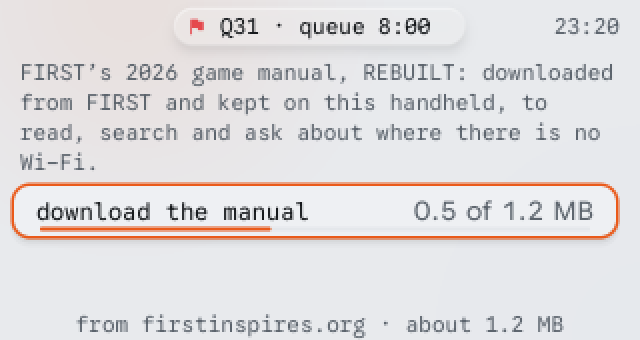 Q31 · queue 8:00
23:20
FIRST’s 2026 game manual, REBUILT: downloaded
from FIRST and kept on this handheld, to
read, search and ask about where there is no
Wi-Fi.
download the manual 0.5 of 1.2 MB
from firstinspires.org · about 1.2 MB